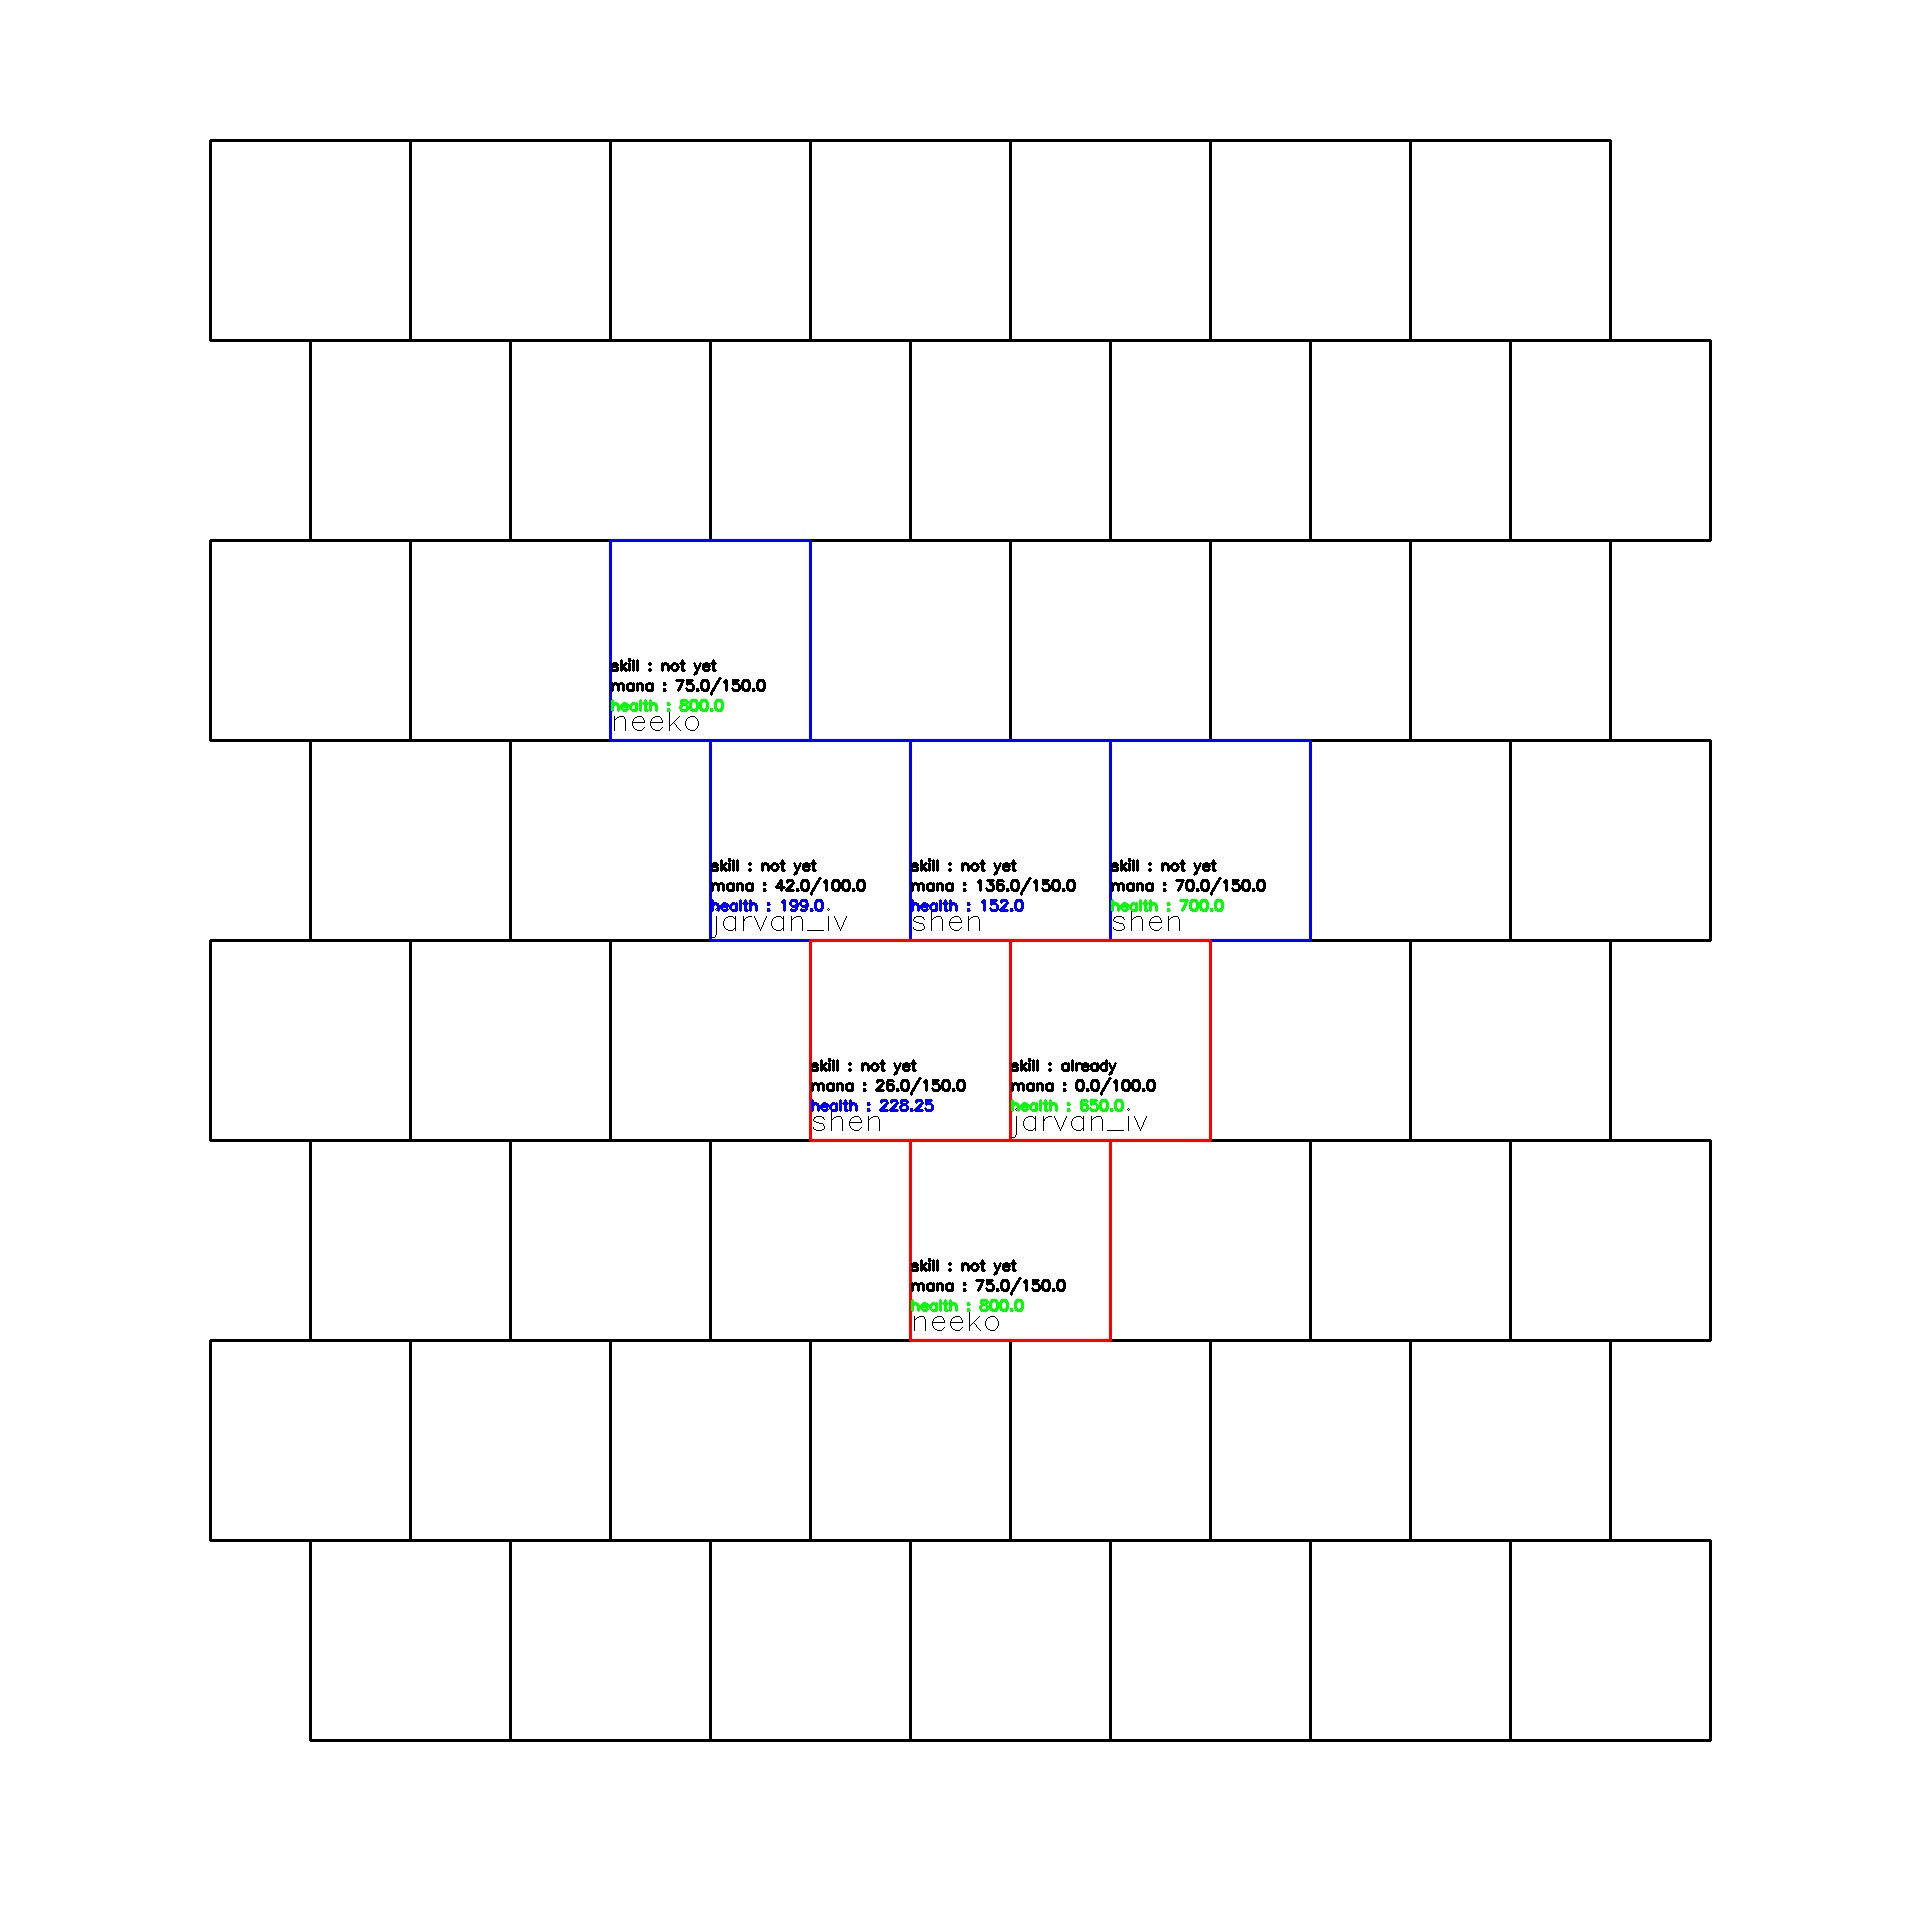 skill : not yet
mana : 75.0/150.0
health : 800.0
neeko
skill : not yet
mana : 42.0/100.0
health : 199.0
jarvan_iv
skill : not yet
mana : 136.0/150.0
health : 152.0
shen
skill : not yet
mana : 70.0/150.0
health : 700.0
shen
skill : not yet
mana : 26.0/150.0
health : 228.25
shen
skill : already
mana : 0.0/100.0
health : 650.0
jarvan_iv
skill : not yet
mana : 75.0/150.0
health : 800.0
neeko